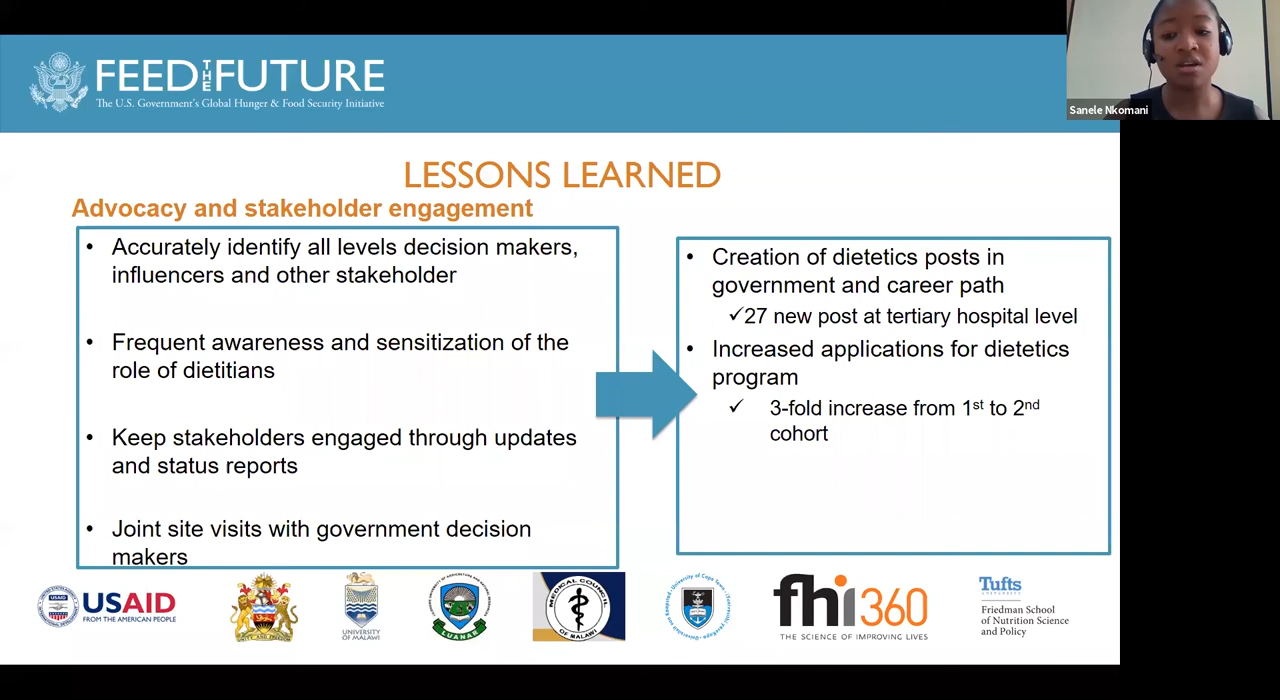 FEED THE FUTURE
The U.S. Government's Global Hunger & Food Security Initiative
Sanele Nkomani
LESSONS LEARNED
Advocacy and stakeholder engagement
• Accurately identify all levels decision makers,
influencers and other stakeholder
• Frequent awareness and sensitization of the
role of dietitians
• Keep stakeholders engaged through updates
and status reports
• Joint site visits with government decision
makers
• Creation of dietetics posts in
government and career path
✓27 new post at tertiary hospital level
• Increased applications for dietetics
program
✓ 3-fold increase from 1st to 2nd
cohort
USAID
FROM THE AMERICAN PEOPLE
UNIVERSITY
OF MALAWI
LUANAR
MEDICAL COUNCIL
OF MALAWI
University of Cape Town
fhi360
THE SCIENCE OF IMPROVING LIVES
Tufts
UNIVERSITY
Friedman School
of Nutrition Science
and Policy